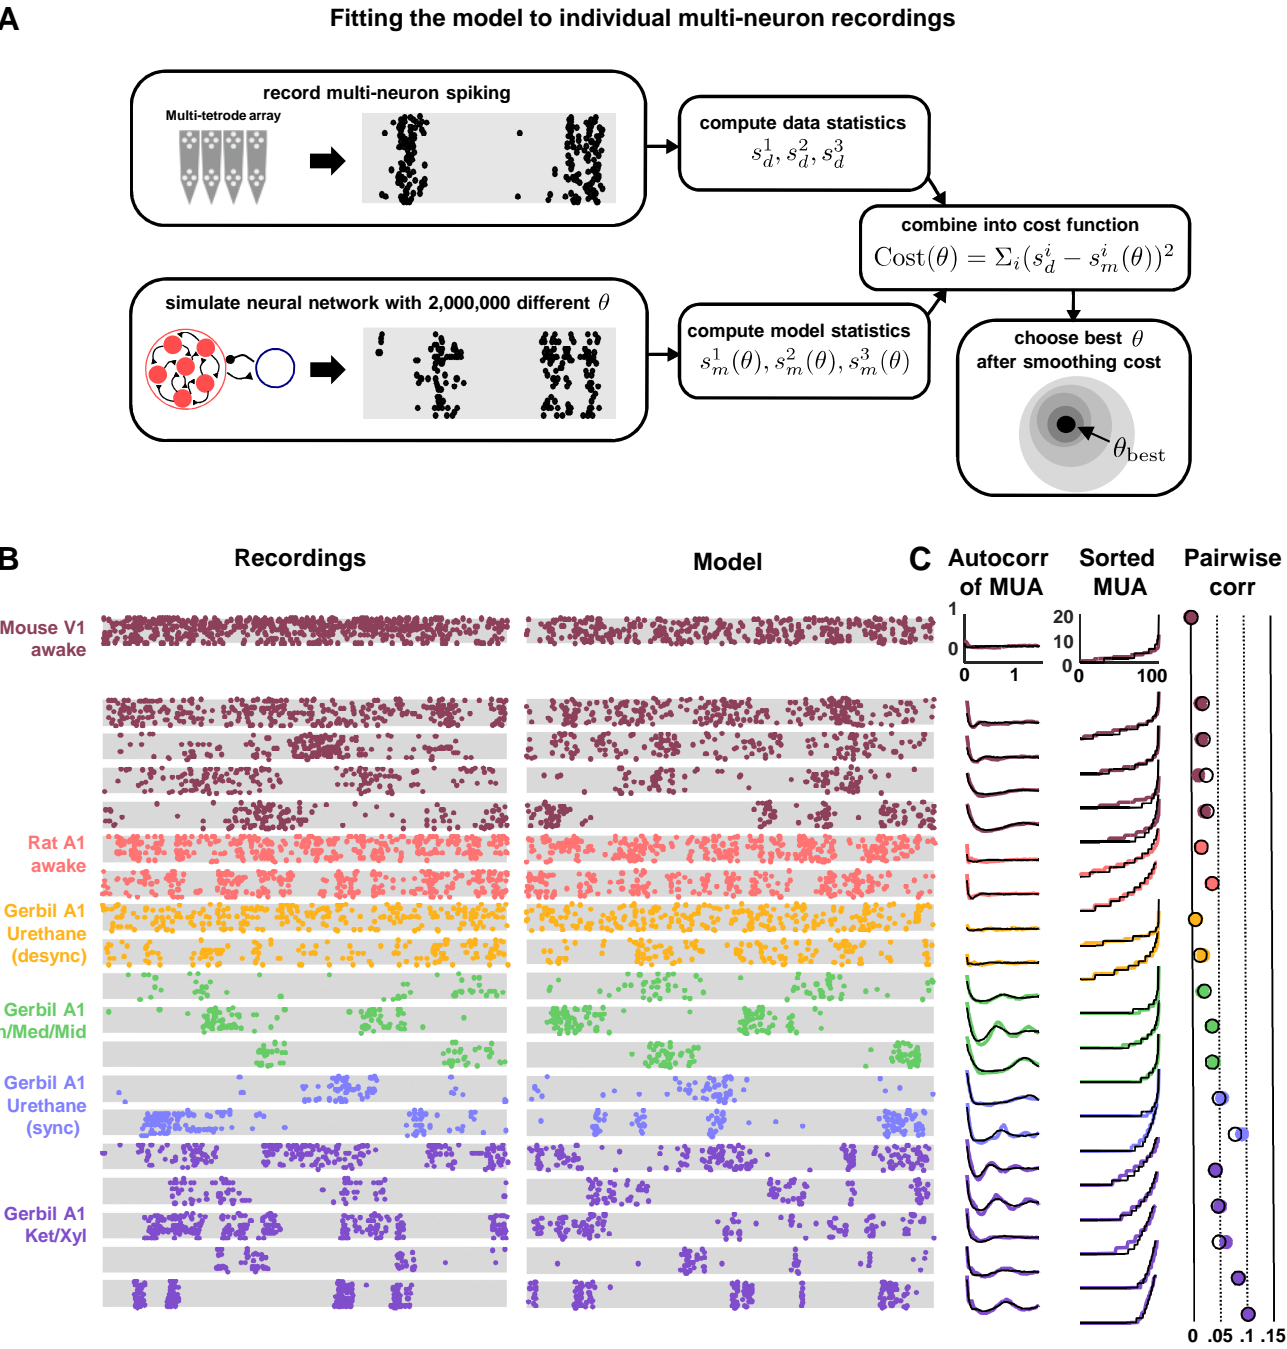 A
Fitting the model to individual multi-neuron recordings
record multi-neuron spiking
Multi-tetrode array
compute data statistics
s_d^1, s_d^2, s_d^3
combine into cost function
Cost(θ) = Σ_i(s_d^i − s_m^i(θ))^2
simulate neural network with 2,000,000 different θ
compute model statistics
s_m^1(θ), s_m^2(θ), s_m^3(θ)
choose best θ
after smoothing cost
θ_best
B
Recordings
Model
C
Autocorr
of MUA
Sorted
MUA
Pairwise
corr
Mouse V1
awake
1
0
0 1
20
10
0
0 100
Rat A1
awake
Gerbil A1
Urethane
(desync)
Gerbil A1
/Med/Mid
Gerbil A1
Urethane
(sync)
Gerbil A1
Ket/Xyl
0 .05 .1 .15